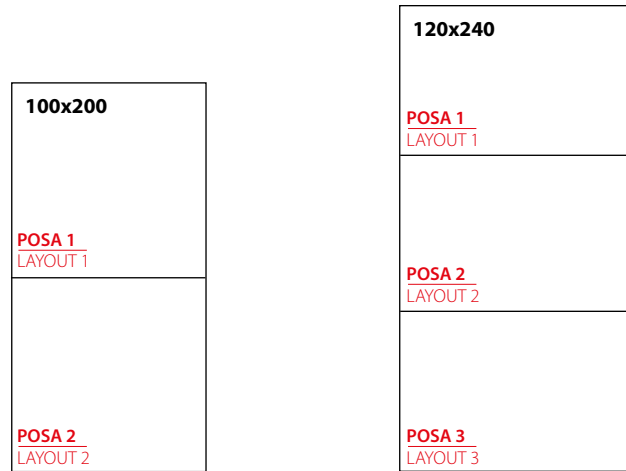 100x200
POSA 1
LAYOUT 1
POSA 2
LAYOUT 2
120x240
POSA 1
LAYOUT 1
POSA 2
LAYOUT 2
POSA 3
LAYOUT 3